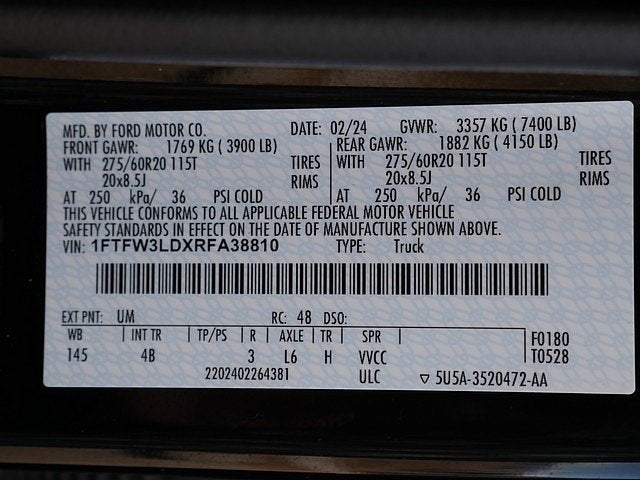 MFD. BY FORD MOTOR CO. DATE: 02/24 GVWR: 3357 KG ( 7400 LB)
FRONT GAWR: 1769 KG ( 3900 LB) REAR GAWR: 1882 KG ( 4150 LB)
WITH 275/60R20 115T TIRES WITH 275/60R20 115T TIRES
20x8.5J RIMS 20x8.5J RIMS
AT 250 kPa/ 36 PSI COLD AT 250 kPa/ 36 PSI COLD
THIS VEHICLE CONFORMS TO ALL APPLICABLE FEDERAL MOTOR VEHICLE
SAFETY STANDARDS IN EFFECT ON THE DATE OF MANUFACTURE SHOWN ABOVE.
VIN: 1FTFW3LDXRFA38810 TYPE: Truck
EXT PNT: UM RC: 48 DSO:
WB INT TR TP/PS R AXLE TR SPR F0180
145 4B 3 L6 H VVCC T0528
2202402264381 ULC ▽ 5U5A-3520472-AA